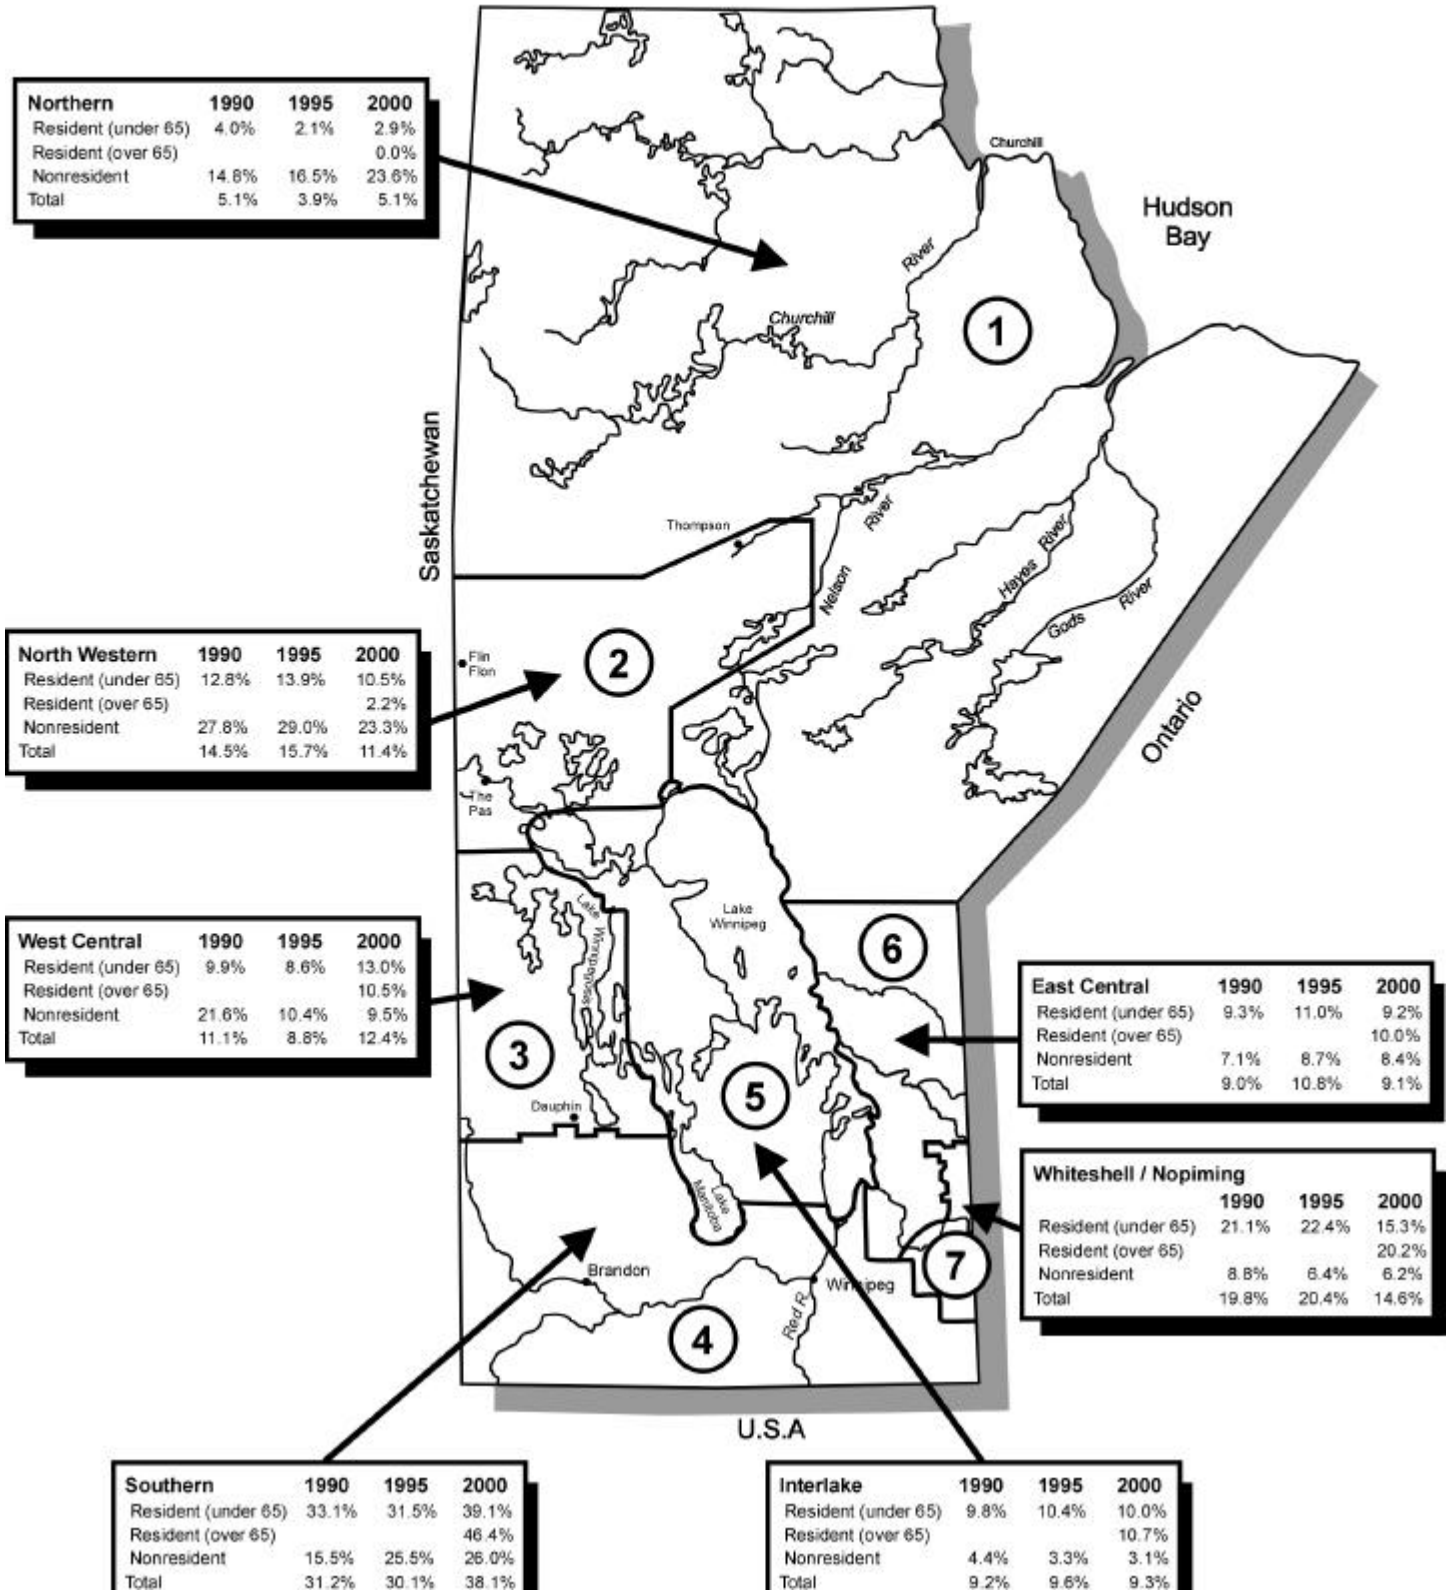 Northern 1990 1995 2000
Resident (under 65) 4.0% 2.1% 2.9%
Resident (over 65) 0.0%
Nonresident 14.8% 16.5% 23.6%
Total 5.1% 3.9% 5.1%
Churchill
Hudson
Bay
River
Churchill
1
Saskatchewan
Thompson
River
Nelson
Hayes River
Gods River
Ontario
North Western 1990 1995 2000
Resident (under 65) 12.8% 13.9% 10.5%
Resident (over 65) 2.2%
Nonresident 27.8% 29.0% 23.3%
Total 14.5% 15.7% 11.4%
Flin
Flon
2
The
Pas
West Central 1990 1995 2000
Resident (under 65) 9.9% 8.6% 13.0%
Resident (over 65) 10.5%
Nonresident 21.6% 10.4% 9.5%
Total 11.1% 8.8% 12.4%
Lake
Winnipegosis
Lake
Winnipeg
6
3
5
Dauphin
East Central 1990 1995 2000
Resident (under 65) 9.3% 11.0% 9.2%
Resident (over 65) 10.0%
Nonresident 7.1% 8.7% 8.4%
Total 9.0% 10.8% 9.1%
Whiteshell / Nopiming
1990 1995 2000
Resident (under 65) 21.1% 22.4% 15.3%
Resident (over 65) 20.2%
Nonresident 8.8% 6.4% 6.2%
Total 19.8% 20.4% 14.6%
Lake
Manitoba
7
Brandon
Winnipeg
Red R.
4
U.S.A
Southern 1990 1995 2000
Resident (under 65) 33.1% 31.5% 39.1%
Resident (over 65) 46.4%
Nonresident 15.5% 25.5% 26.0%
Total 31.2% 30.1% 38.1%
Interlake 1990 1995 2000
Resident (under 65) 9.8% 10.4% 10.0%
Resident (over 65) 10.7%
Nonresident 4.4% 3.3% 3.1%
Total 9.2% 9.6% 9.3%